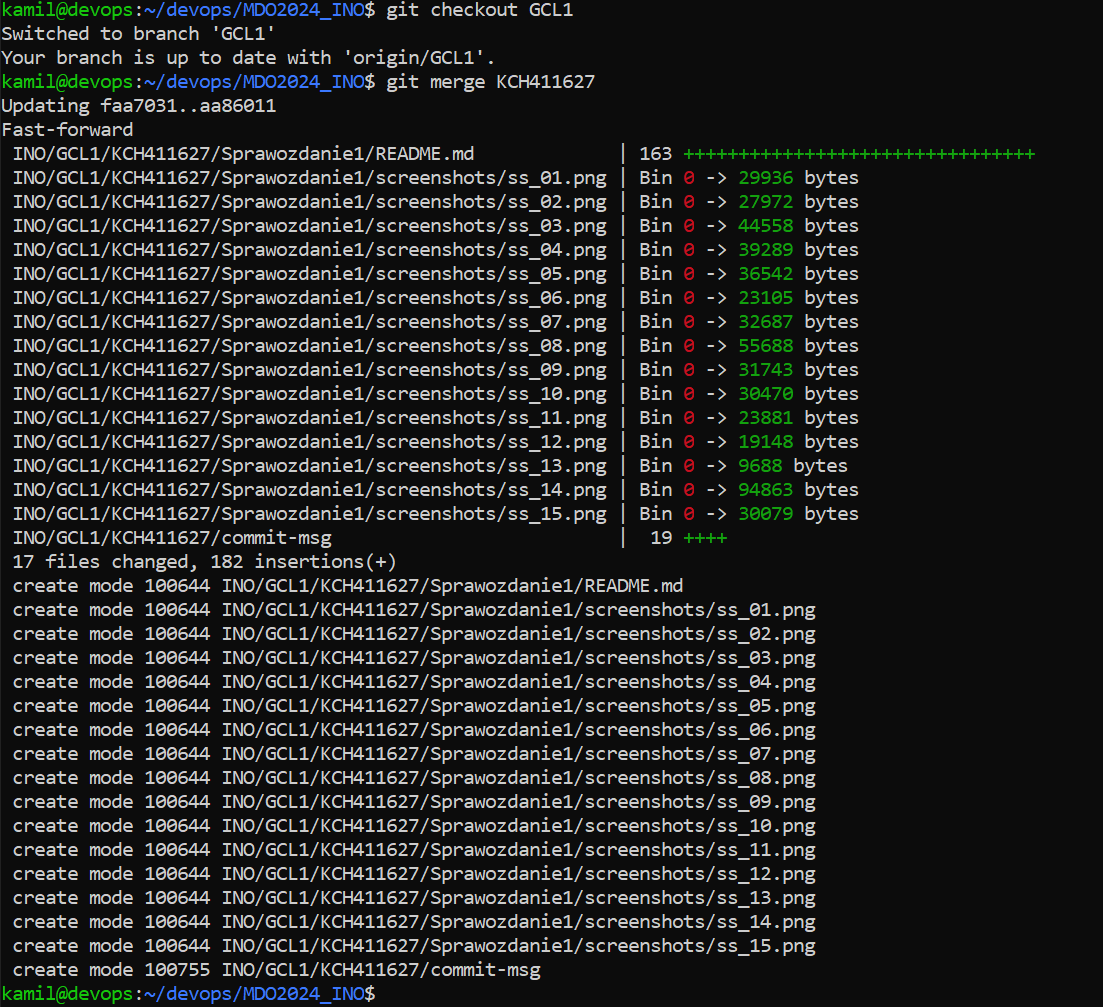 kamil@devops:~/devops/MDO2024_INO$ git checkout GCL1
Switched to branch 'GCL1'
Your branch is up to date with 'origin/GCL1'.
kamil@devops:~/devops/MDO2024_INO$ git merge KCH411627
Updating faa7031..aa86011
Fast-forward
 INO/GCL1/KCH411627/Sprawozdanie1/README.md             | 163 ++++++++++++++++++++++++++++++++
 INO/GCL1/KCH411627/Sprawozdanie1/screenshots/ss_01.png | Bin 0 -> 29936 bytes
 INO/GCL1/KCH411627/Sprawozdanie1/screenshots/ss_02.png | Bin 0 -> 27972 bytes
 INO/GCL1/KCH411627/Sprawozdanie1/screenshots/ss_03.png | Bin 0 -> 44558 bytes
 INO/GCL1/KCH411627/Sprawozdanie1/screenshots/ss_04.png | Bin 0 -> 39289 bytes
 INO/GCL1/KCH411627/Sprawozdanie1/screenshots/ss_05.png | Bin 0 -> 36542 bytes
 INO/GCL1/KCH411627/Sprawozdanie1/screenshots/ss_06.png | Bin 0 -> 23105 bytes
 INO/GCL1/KCH411627/Sprawozdanie1/screenshots/ss_07.png | Bin 0 -> 32687 bytes
 INO/GCL1/KCH411627/Sprawozdanie1/screenshots/ss_08.png | Bin 0 -> 55688 bytes
 INO/GCL1/KCH411627/Sprawozdanie1/screenshots/ss_09.png | Bin 0 -> 31743 bytes
 INO/GCL1/KCH411627/Sprawozdanie1/screenshots/ss_10.png | Bin 0 -> 30470 bytes
 INO/GCL1/KCH411627/Sprawozdanie1/screenshots/ss_11.png | Bin 0 -> 23881 bytes
 INO/GCL1/KCH411627/Sprawozdanie1/screenshots/ss_12.png | Bin 0 -> 19148 bytes
 INO/GCL1/KCH411627/Sprawozdanie1/screenshots/ss_13.png | Bin 0 -> 9688 bytes
 INO/GCL1/KCH411627/Sprawozdanie1/screenshots/ss_14.png | Bin 0 -> 94863 bytes
 INO/GCL1/KCH411627/Sprawozdanie1/screenshots/ss_15.png | Bin 0 -> 30079 bytes
 INO/GCL1/KCH411627/commit-msg                          |  19 ++++
 17 files changed, 182 insertions(+)
 create mode 100644 INO/GCL1/KCH411627/Sprawozdanie1/README.md
 create mode 100644 INO/GCL1/KCH411627/Sprawozdanie1/screenshots/ss_01.png
 create mode 100644 INO/GCL1/KCH411627/Sprawozdanie1/screenshots/ss_02.png
 create mode 100644 INO/GCL1/KCH411627/Sprawozdanie1/screenshots/ss_03.png
 create mode 100644 INO/GCL1/KCH411627/Sprawozdanie1/screenshots/ss_04.png
 create mode 100644 INO/GCL1/KCH411627/Sprawozdanie1/screenshots/ss_05.png
 create mode 100644 INO/GCL1/KCH411627/Sprawozdanie1/screenshots/ss_06.png
 create mode 100644 INO/GCL1/KCH411627/Sprawozdanie1/screenshots/ss_07.png
 create mode 100644 INO/GCL1/KCH411627/Sprawozdanie1/screenshots/ss_08.png
 create mode 100644 INO/GCL1/KCH411627/Sprawozdanie1/screenshots/ss_09.png
 create mode 100644 INO/GCL1/KCH411627/Sprawozdanie1/screenshots/ss_10.png
 create mode 100644 INO/GCL1/KCH411627/Sprawozdanie1/screenshots/ss_11.png
 create mode 100644 INO/GCL1/KCH411627/Sprawozdanie1/screenshots/ss_12.png
 create mode 100644 INO/GCL1/KCH411627/Sprawozdanie1/screenshots/ss_13.png
 create mode 100644 INO/GCL1/KCH411627/Sprawozdanie1/screenshots/ss_14.png
 create mode 100644 INO/GCL1/KCH411627/Sprawozdanie1/screenshots/ss_15.png
 create mode 100755 INO/GCL1/KCH411627/commit-msg
kamil@devops:~/devops/MDO2024_INO$